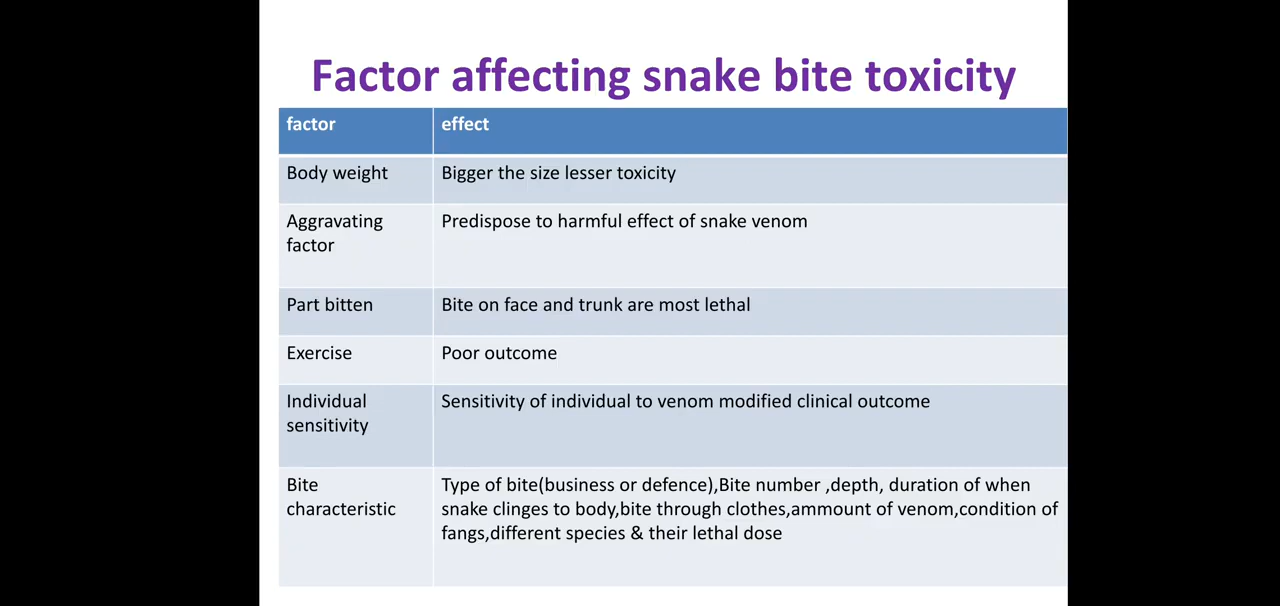 Factor affecting snake bite toxicity
factor effect
Body weight Bigger the size lesser toxicity
Aggravating Predispose to harmful effect of snake venom
factor
Part bitten Bite on face and trunk are most lethal
Exercise Poor outcome
Individual Sensitivity of individual to venom modified clinical outcome
sensitivity
Bite Type of bite(business or defence),Bite number ,depth, duration of when
characteristic snake clinges to body,bite through clothes,ammount of venom,condition of
fangs,different species & their lethal dose